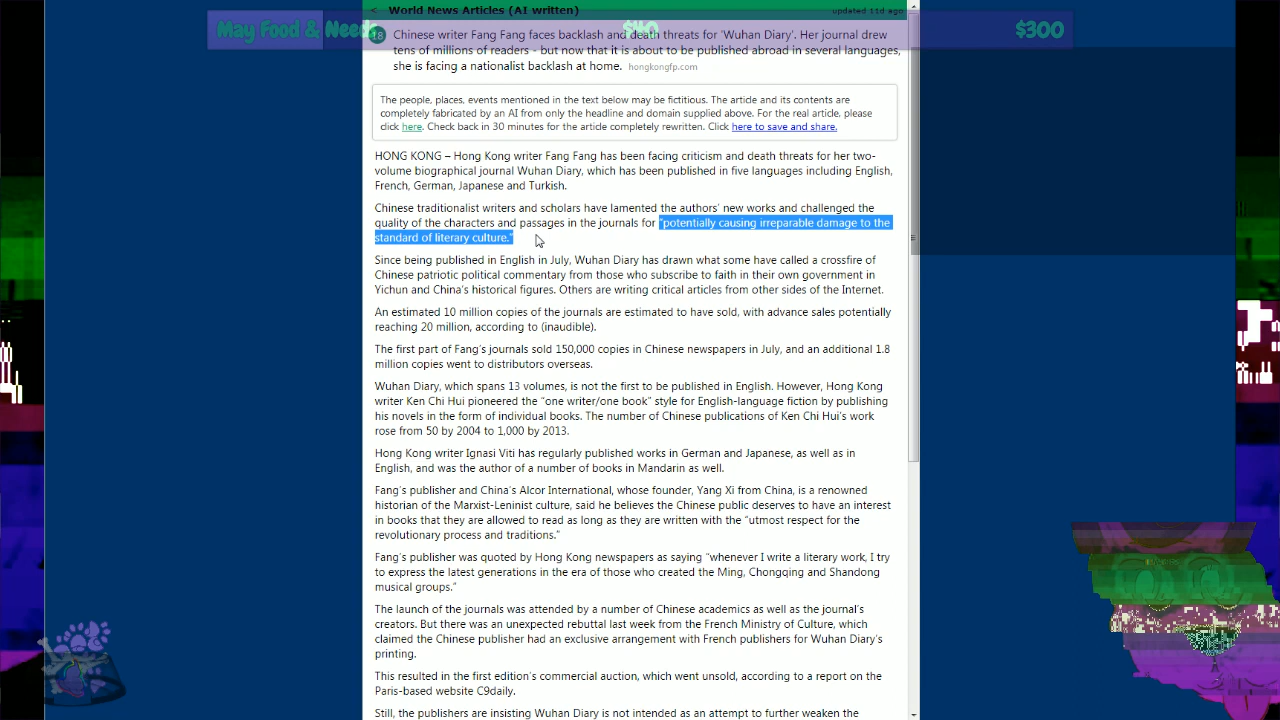 < World News Articles (AI written) updated 11d ago
May Food & Needs $40 $300
18 Chinese writer Fang Fang faces backlash and death threats for 'Wuhan Diary'. Her journal drew
tens of millions of readers - but now that it is about to be published abroad in several languages,
she is facing a nationalist backlash at home. hongkongfp.com
The people, places, events mentioned in the text below may be fictitious. The article and its contents are
completely fabricated by an AI from only the headline and domain supplied above. For the real article, please
click here. Check back in 30 minutes for the article completely rewritten. Click here to save and share.
HONG KONG – Hong Kong writer Fang Fang has been facing criticism and death threats for her two-
volume biographical journal Wuhan Diary, which has been published in five languages including English,
French, German, Japanese and Turkish.
Chinese traditionalist writers and scholars have lamented the authors' new works and challenged the
quality of the characters and passages in the journals for "potentially causing irreparable damage to the
standard of literary culture."
Since being published in English in July, Wuhan Diary has drawn what some have called a crossfire of
Chinese patriotic political commentary from those who subscribe to faith in their own government in
Yichun and China's historical figures. Others are writing critical articles from other sides of the Internet.
An estimated 10 million copies of the journals are estimated to have sold, with advance sales potentially
reaching 20 million, according to (inaudible).
The first part of Fang's journals sold 150,000 copies in Chinese newspapers in July, and an additional 1.8
million copies went to distributors overseas.
Wuhan Diary, which spans 13 volumes, is not the first to be published in English. However, Hong Kong
writer Ken Chi Hui pioneered the "one writer/one book" style for English-language fiction by publishing
his novels in the form of individual books. The number of Chinese publications of Ken Chi Hui's work
rose from 50 by 2004 to 1,000 by 2013.
Hong Kong writer Ignasi Viti has regularly published works in German and Japanese, as well as in
English, and was the author of a number of books in Mandarin as well.
Fang's publisher and China's Alcor International, whose founder, Yang Xi from China, is a renowned
historian of the Marxist-Leninist culture, said he believes the Chinese public deserves to have an interest
in books that they are allowed to read as long as they are written with the "utmost respect for the
revolutionary process and traditions."
Fang's publisher was quoted by Hong Kong newspapers as saying "whenever I write a literary work, I try
to express the latest generations in the era of those who created the Ming, Chongqing and Shandong
musical groups."
The launch of the journals was attended by a number of Chinese academics as well as the journal's
creators. But there was an unexpected rebuttal last week from the French Ministry of Culture, which
claimed the Chinese publisher had an exclusive arrangement with French publishers for Wuhan Diary's
printing.
This resulted in the first edition's commercial auction, which went unsold, according to a report on the
Paris-based website C9daily.
Still, the publishers are insisting Wuhan Diary is not intended as an attempt to further weaken the